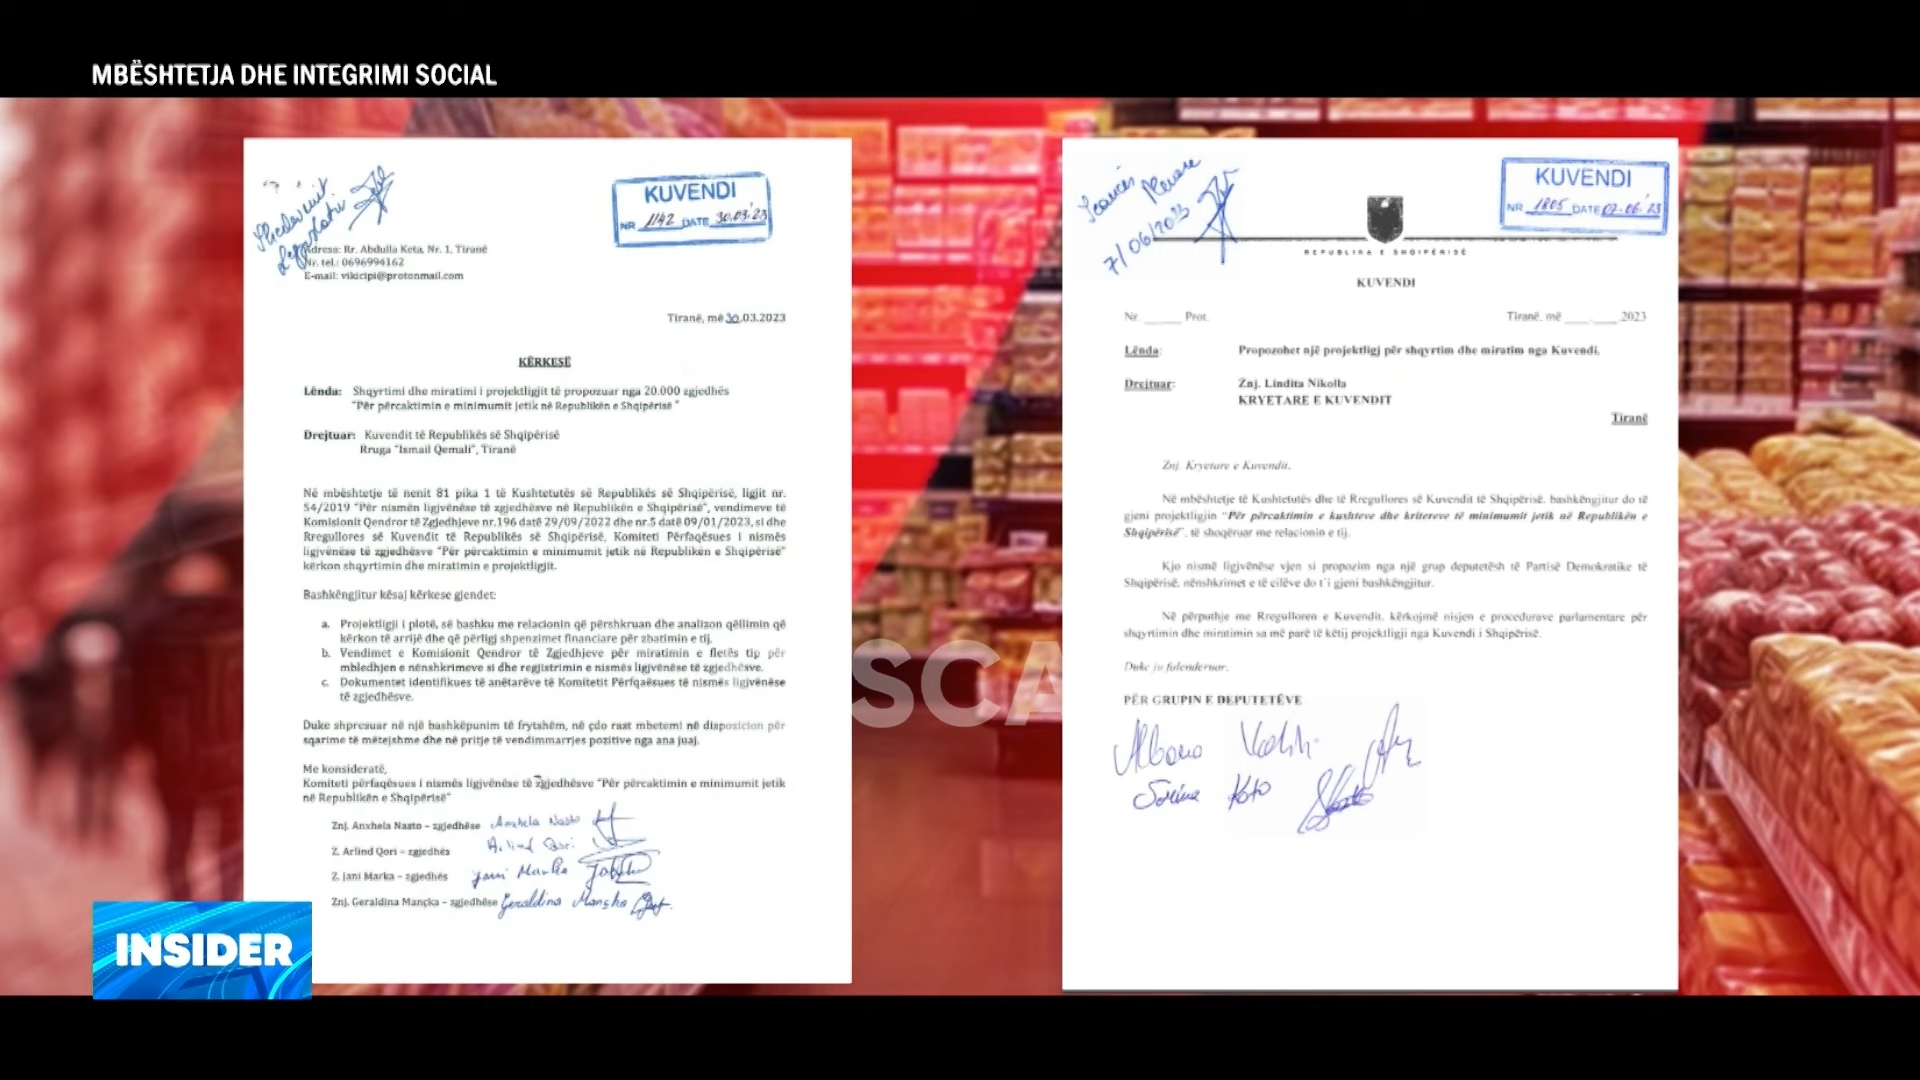 MBËSHTETJA DHE INTEGRIMI SOCIAL
KUVENDI
NR 1142 DATE 30.03.'23
Adresa: Rr. Abdulla Keta, Nr. 1, Tiranë
Nr. tel.: 0696994162
E-mail: vikicipi@protonmail.com
Tiranë, më 30.03.2023
KËRKESË
Lënda: Shqyrtimi dhe miratimi i projektligjit të propozuar nga 20.000 zgjedhës
"Për përcaktimin e minimumit jetik në Republikën e Shqipërisë"
Drejtuar: Kuvendit të Republikës së Shqipërisë
Rruga "Ismail Qemali", Tiranë
Në mbështetje të nenit 81 pika 1 të Kushtetutës së Republikës së Shqipërisë, ligjit nr.
54/2019 "Për nismën ligjvënëse të zgjedhësve në Republikën e Shqipërisë", vendimeve të
Komisionit Qendror të Zgjedhjeve nr.196 datë 29/09/2022 dhe nr.5 datë 09/01/2023, si dhe
Rregullores së Kuvendit të Republikës së Shqipërisë, Komiteti Përfaqësues i nismës
ligjvënëse të zgjedhësve "Për përcaktimin e minimumit jetik në Republikën e Shqipërisë"
kërkon shqyrtimin dhe miratimin e projektligjit.
Bashkëngjitur kësaj kërkese gjendet:
a. Projektligji i plotë, së bashku me relacionin që përshkruan dhe analizon qëllimin që
kërkon të arrijë dhe që përligj shpenzimet financiare për zbatimin e tij.
b. Vendimet e Komisionit Qendror të Zgjedhjeve për miratimin e fletës tip për
mbledhjen e nënshkrimeve si dhe regjistrimin e nismës ligjvënëse të zgjedhësve.
c. Dokumentet identifikues të anëtarëve të Komitetit Përfaqësues të nismës ligjvënëse
të zgjedhësve.
Duke shpresuar në një bashkëpunim të frytshëm, në çdo rast mbetemi në dispozicion për
sqarime të mëtejshme dhe në pritje të vendimmarrjes pozitive nga ana juaj.
Me konsideratë,
Komiteti përfaqësues i nismës ligjvënëse të zgjedhësve "Për përcaktimin e minimumit jetik
në Republikën e Shqipërisë"
Znj. Anxhela Nasto – zgjedhëse Anxhela Nasto
Z. Arlind Qori – zgjedhës Arlind Qori
Z. Jani Marka – zgjedhës Jani Marka
Znj. Geraldina Mançka – zgjedhëse Geraldina Mançka
INSIDER
SCA
7/06/2023
KUVENDI
NR 1805 DATE 07.06.'23
REPUBLIKA E SHQIPËRISË
KUVENDI
Nr. ______ Prot.
Tiranë, më ____.____.2023
Lënda: Propozohet një projektligj për shqyrtim dhe miratim nga Kuvendi.
Drejtuar: Znj. Lindita Nikolla
KRYETARE E KUVENDIT
Tiranë
Znj. Kryetare e Kuvendit,
Në mbështetje të Kushtetutës dhe të Rregullores së Kuvendit të Shqipërisë, bashkëngjitur do të
gjeni projektligjin "Për përcaktimin e kushteve dhe kritereve të minimumit jetik në Republikën e
Shqipërisë", të shoqëruar me relacionin e tij.
Kjo nismë ligjvënëse vjen si propozim nga një grup deputetësh të Partisë Demokratike të
Shqipërisë, nënshkrimet e të cilëve do t'i gjeni bashkëngjitur.
Në përputhje me Rregulloren e Kuvendit, kërkojmë nisjen e procedurave parlamentare për
shqyrtimin dhe miratimin sa më parë të këtij projektligji nga Kuvendi i Shqipërisë.
Duke ju falenderuar,
PËR GRUPIN E DEPUTETËVE
Albana Vokshi
Sorina Koto